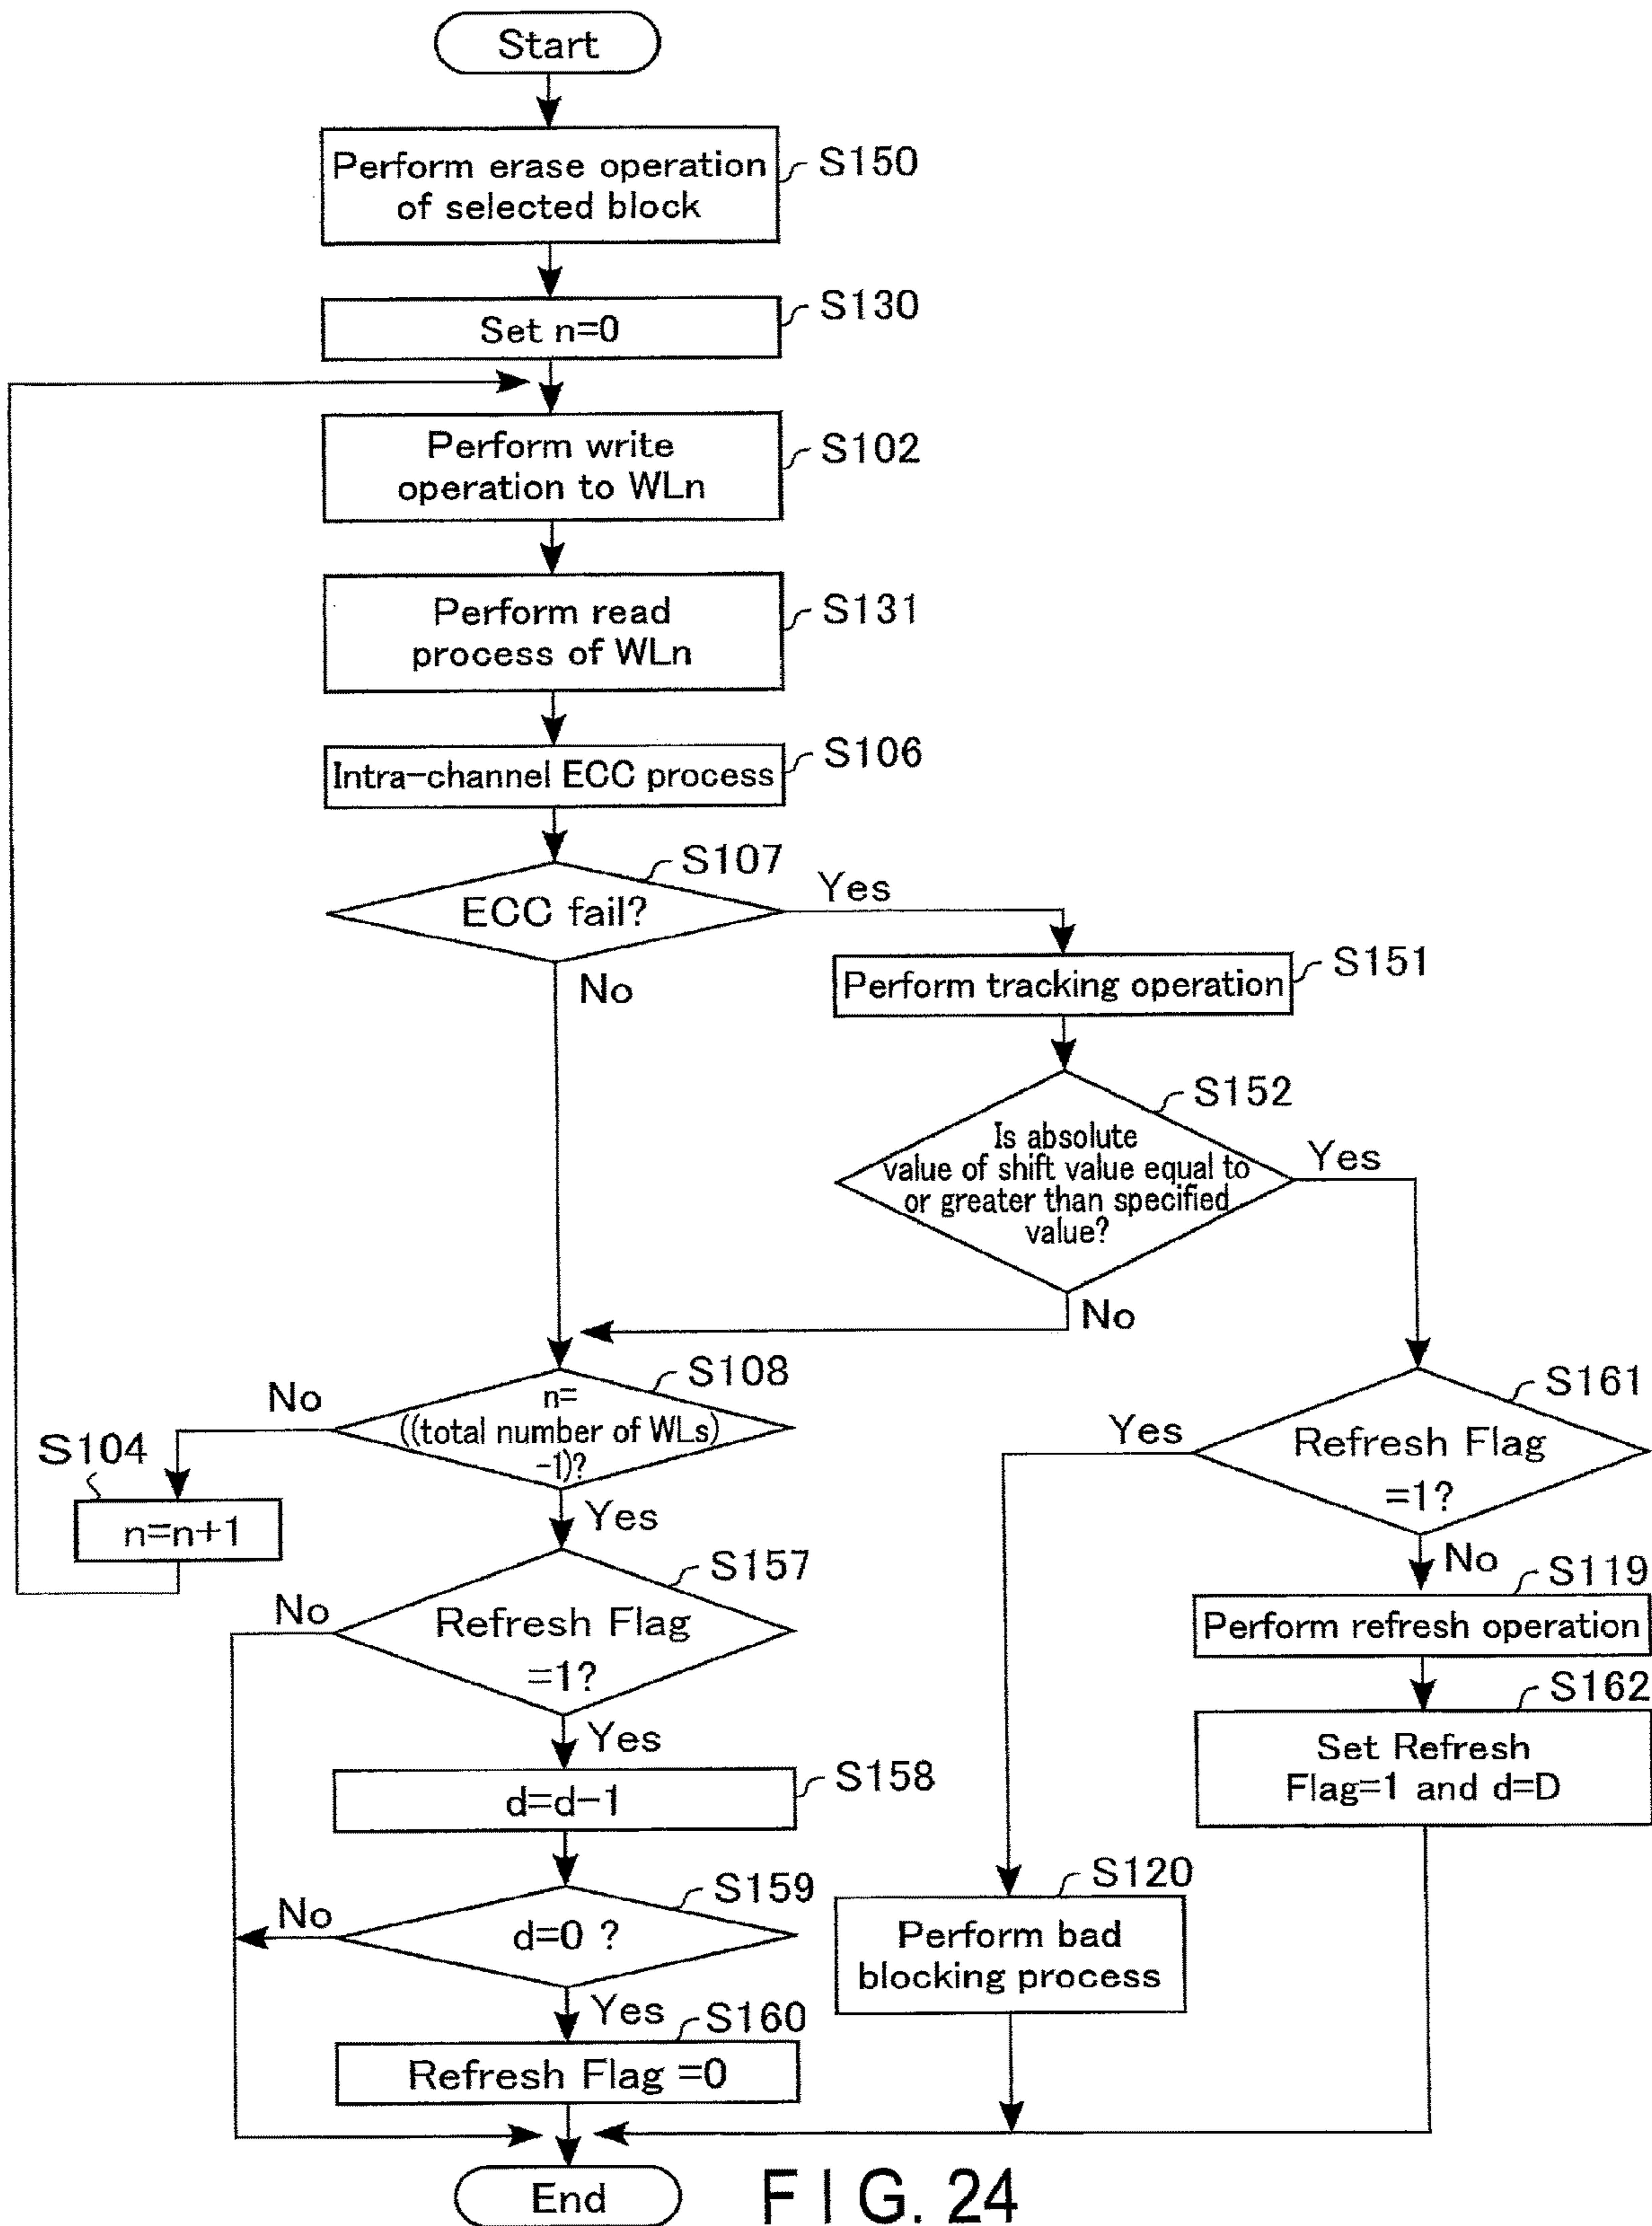 Start
Perform erase operation
of selected block
S150
Set n=0
S130
Perform write
operation to WLn
S102
Perform read
process of WLn
S131
Intra-channel ECC process
S106
ECC fail?
S107
Yes
No
Perform tracking operation
S151
Is absolute
value of shift value equal to
or greater than specified
value?
S152
Yes
No
n=
((total number of WLs)
-1)?
S108
No
Yes
S104
n=n+1
Refresh Flag
=1?
S161
Yes
No
Perform refresh operation
S119
Set Refresh
Flag=1 and d=D
S162
Refresh Flag
=1?
S157
No
Yes
d=d-1
S158
d=0 ?
S159
No
Yes
Refresh Flag =0
S160
Perform bad
blocking process
S120
End
FIG. 24